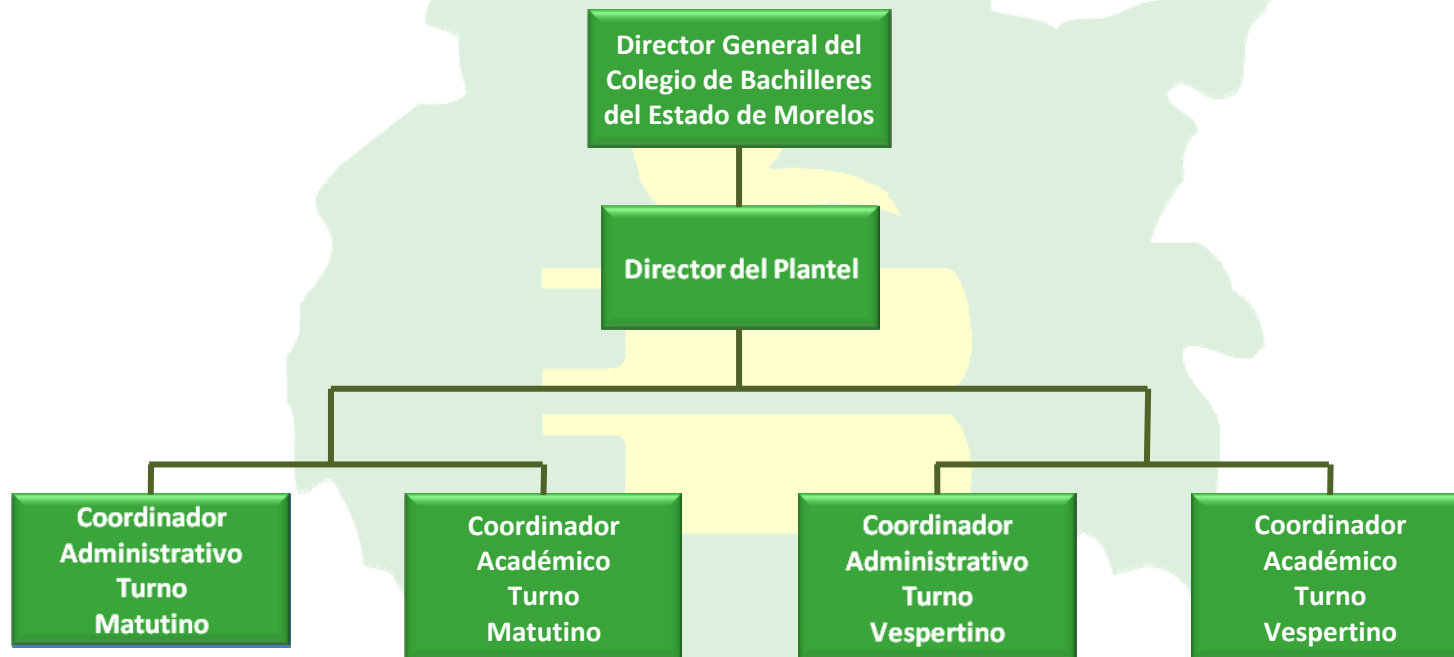 Director General del
Colegio de Bachilleres
del Estado de Morelos
Director del Plantel
Coordinador
Administrativo
Turno
Matutino
Coordinador
Académico
Turno
Matutino
Coordinador
Administrativo
Turno
Vespertino
Coordinador
Académico
Turno
Vespertino